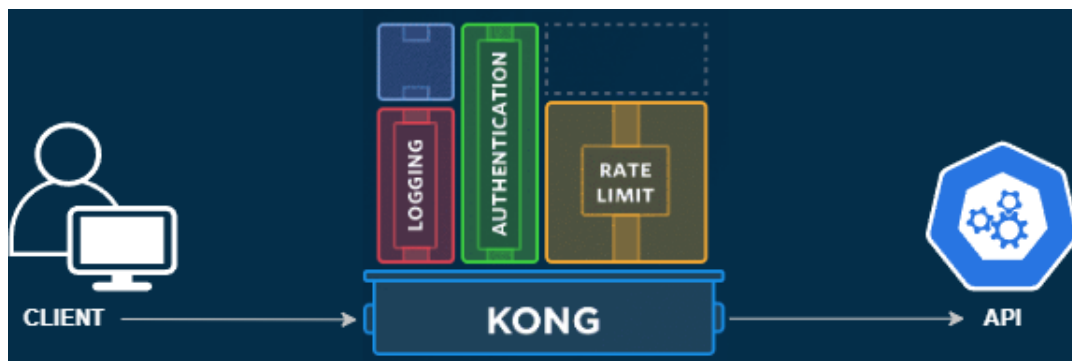 LOGGING
AUTHENTICATION
RATE
LIMIT
CLIENT
KONG
API